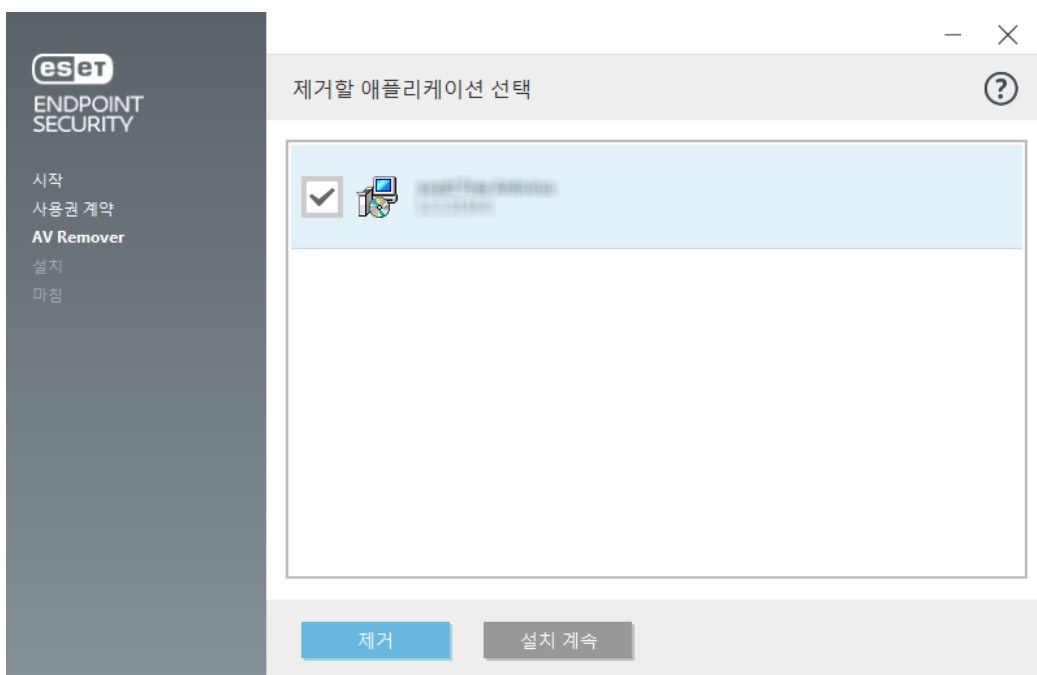 eset
ENDPOINT
SECURITY
시작
사용권 계약
AV Remover
설치
마침
제거할 애플리케이션 선택
?
제거
설치 계속